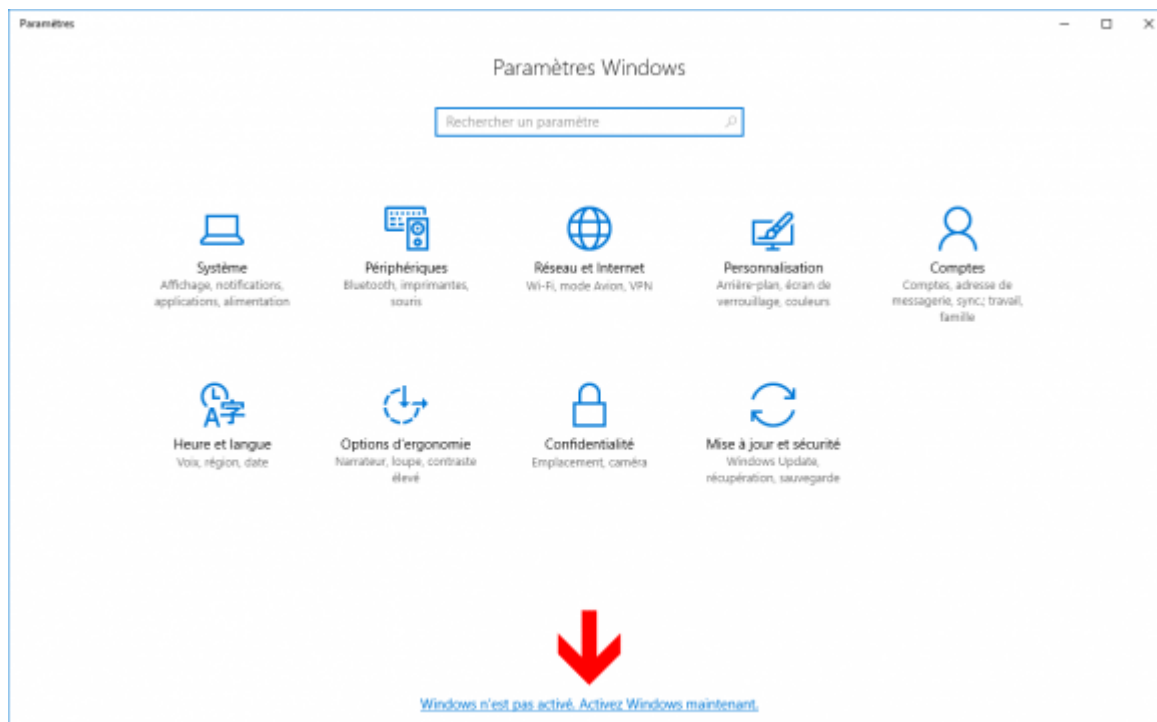 Paramètres
Paramètres Windows
Rechercher un paramètre
Système
Affichage, notifications,
applications, alimentation
Périphériques
Bluetooth, imprimantes,
souris
Réseau et Internet
Wi-Fi, mode Avion, VPN
Personnalisation
Arrière-plan, écran de
verrouillage, couleurs
Comptes
Comptes, adresse de
messagerie, sync.; travail,
famille
Heure et langue
Voix, région, date
Options d'ergonomie
Narrateur, loupe, contraste
élevé
Confidentialité
Emplacement, caméra
Mise à jour et sécurité
Windows Update,
récupération, sauvegarde
Windows n'est pas activé. Activez Windows maintenant.